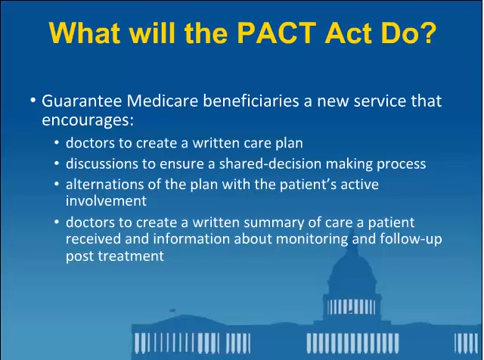 What will the PACT Act Do?
• Guarantee Medicare beneficiaries a new service that
encourages:
• doctors to create a written care plan
• discussions to ensure a shared-decision making process
• alternations of the plan with the patient's active
involvement
• doctors to create a written summary of care a patient
received and information about monitoring and follow-up
post treatment